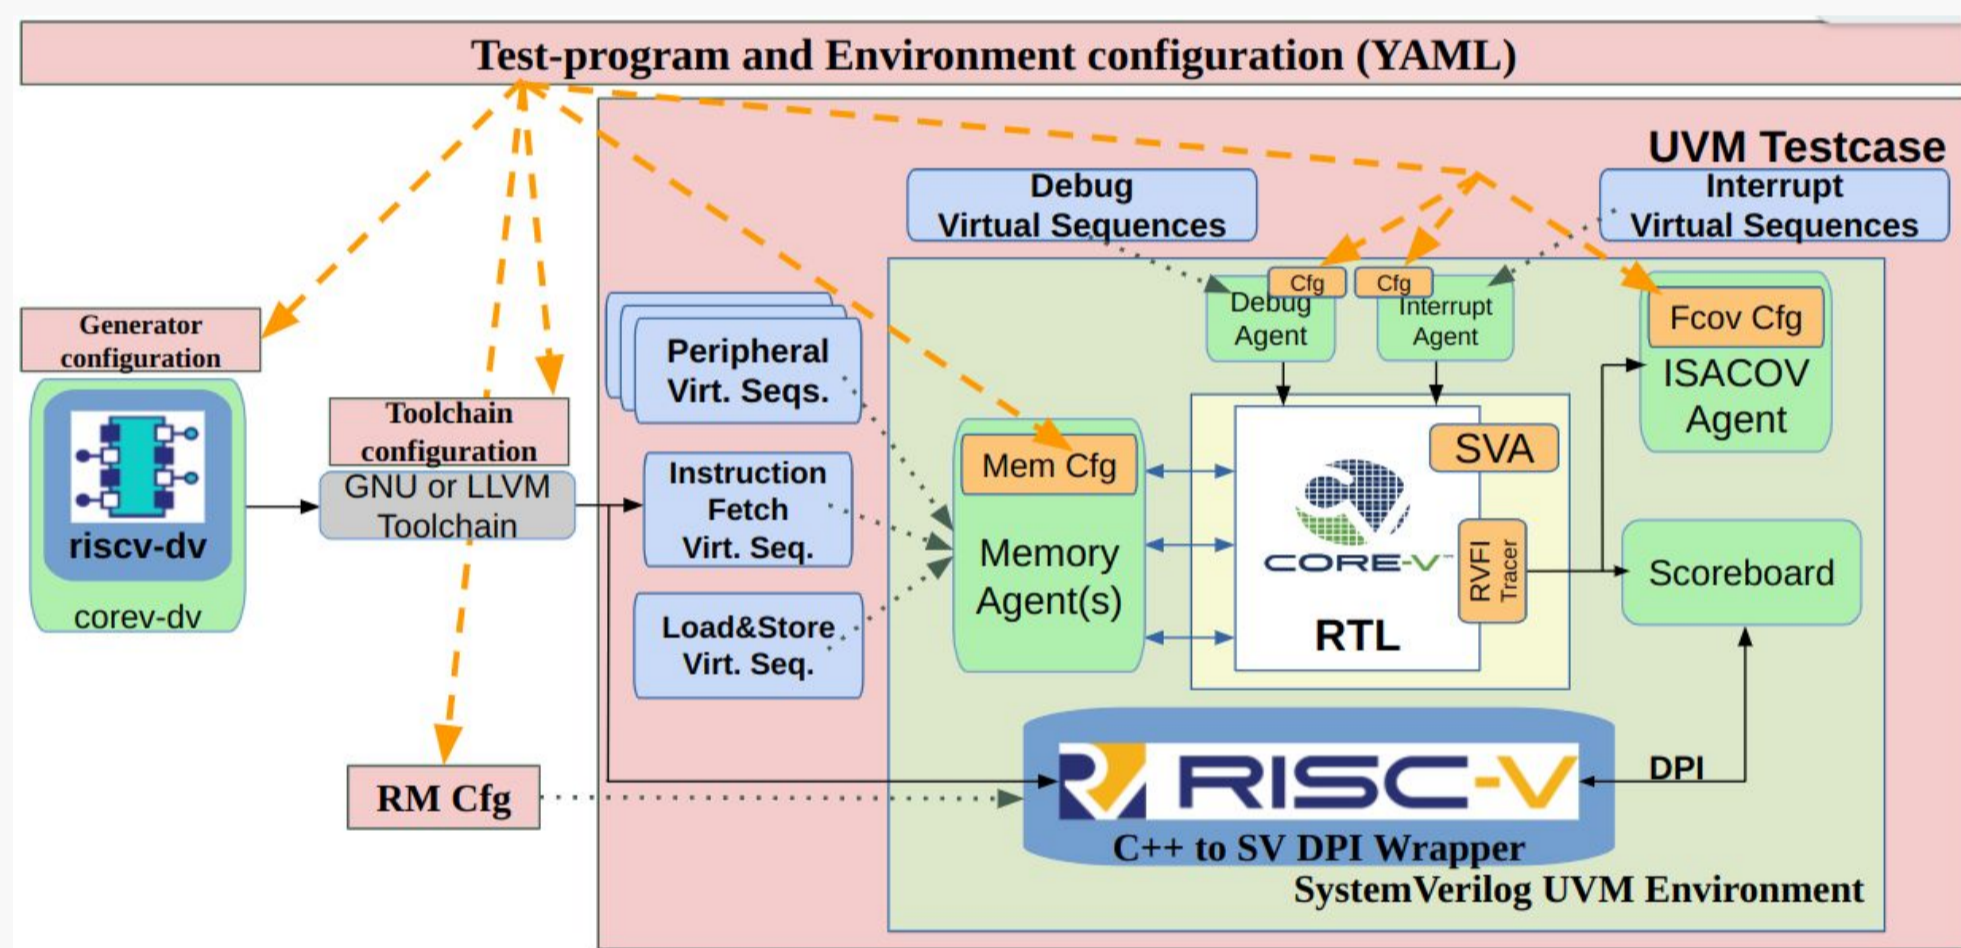 Test-program and Environment configuration (YAML)
UVM Testcase
Debug
Virtual Sequences
Interrupt
Virtual Sequences
Cfg
Cfg
Debug
Agent
Interrupt
Agent
Fcov Cfg
ISACOV
Agent
Generator
configuration
riscv-dv
corev-dv
Toolchain
configuration
GNU or LLVM
Toolchain
Peripheral
Virt. Seqs.
Instruction
Fetch
Virt. Seq.
Load&Store
Virt. Seq.
Mem Cfg
Memory
Agent(s)
SVA
CORE-V™
RTL
RVFI
Tracer
Scoreboard
RM Cfg
RISC-V
DPI
C++ to SV DPI Wrapper
SystemVerilog UVM Environment